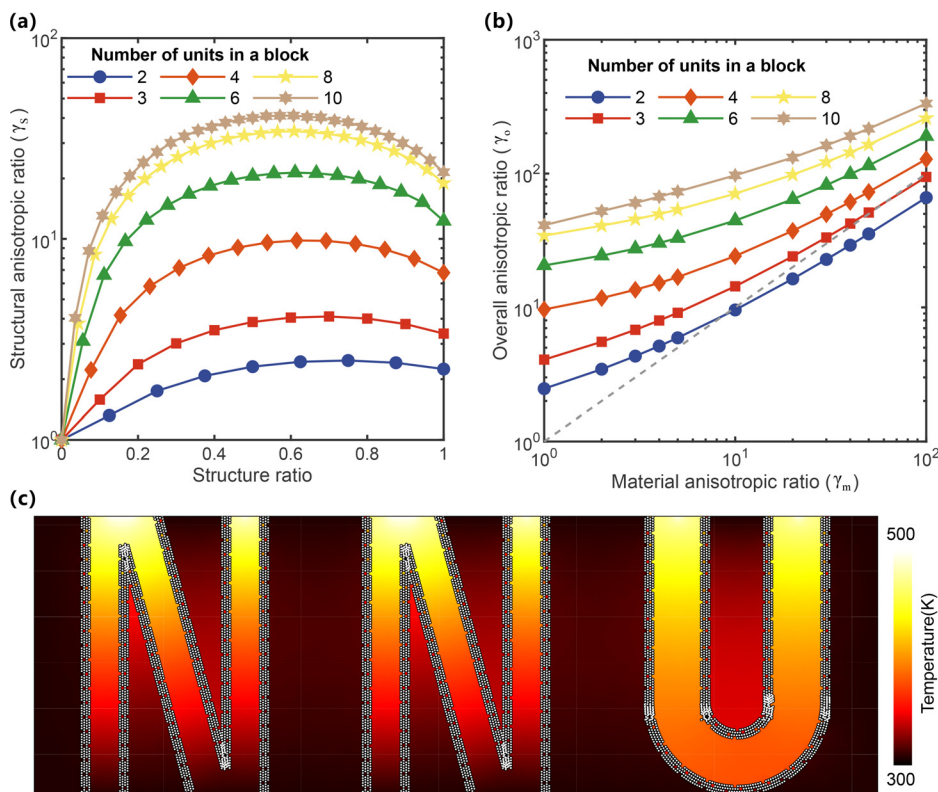 (a)
(b)
Number of units in a block
2 4 8
3 6 10
Structural anisotropic ratio (γₛ)
10²
10¹
10⁰
0 0.2 0.4 0.6 0.8 1
Structure ratio
Number of units in a block
2 4 8
3 6 10
Overall anisotropic ratio (γₒ)
10³
10²
10¹
10⁰
10⁰ 10¹ 10²
Material anisotropic ratio (γₘ)
(c)
500
Temperature(K)
300
NNU